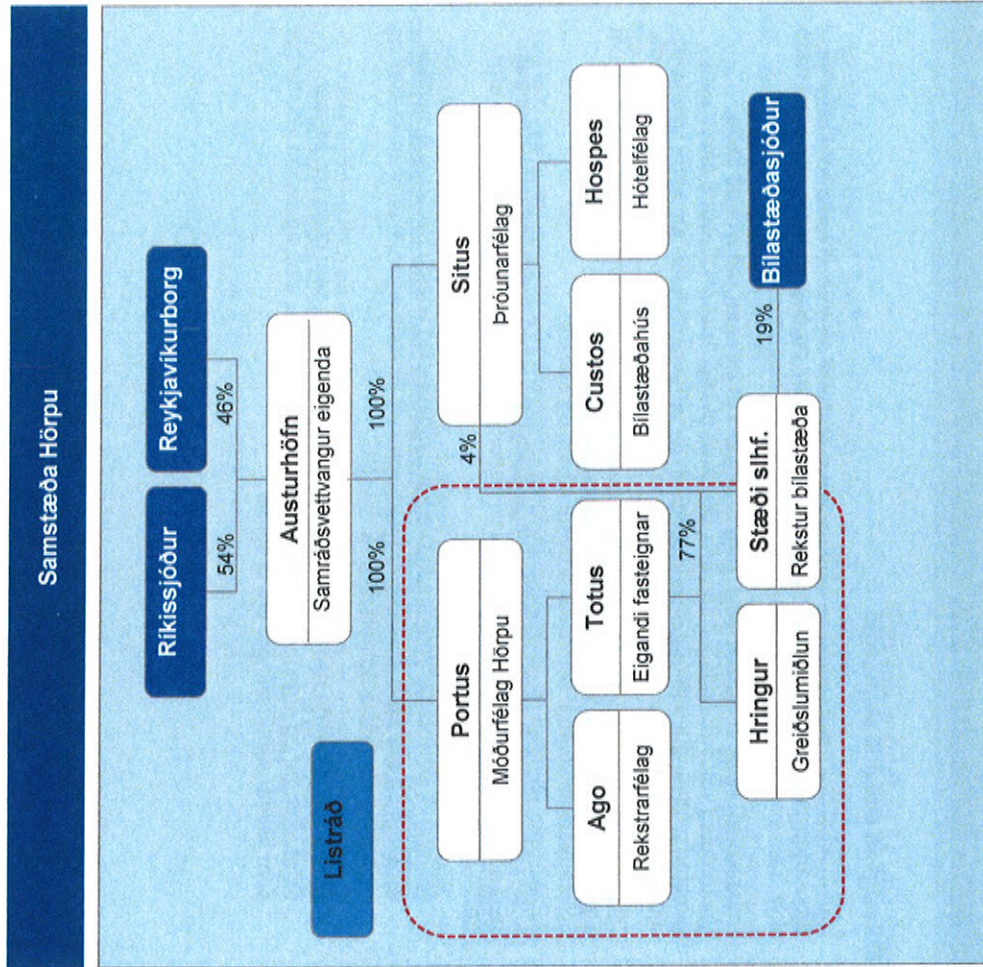 Samstæða Hörpu
Ríkissjóður
Reykjavíkurborg
54%
46%
Austurhöfn
Samráðsvettvangur eigenda
Listráð
100%
100%
Portus
Móðurfélag Hörpu
Situs
Þróunarfélag
4%
Ago
Rekstrarfélag
Totus
Eigandi fasteignar
Custos
Bílastæðahús
Hospes
Hótelfélag
77%
Hringur
Greiðslumiðlun
Stæði slhf.
Rekstur bílastæða
19%
Bílastæðasjóður